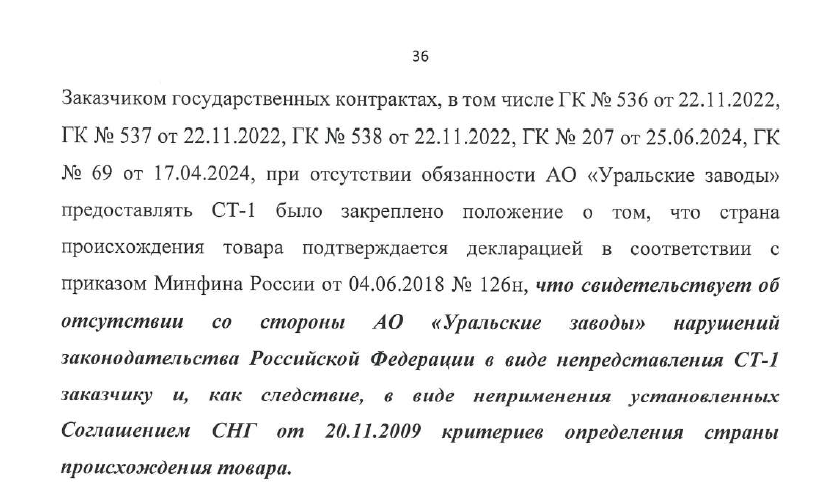 36
Заказчиком государственных контрактах, в том числе ГК № 536 от 22.11.2022,
ГК № 537 от 22.11.2022, ГК № 538 от 22.11.2022, ГК № 207 от 25.06.2024, ГК
№ 69 от 17.04.2024, при отсутствии обязанности АО «Уральские заводы»
предоставлять СТ-1 было закреплено положение о том, что страна
происхождения товара подтверждается декларацией в соответствии с
приказом Минфина России от 04.06.2018 № 126н, что свидетельствует об
отсутствии со стороны АО «Уральские заводы» нарушений
законодательства Российской Федерации в виде непредставления СТ-1
заказчику и, как следствие, в виде неприменения установленных
Соглашением СНГ от 20.11.2009 критериев определения страны
происхождения товара.